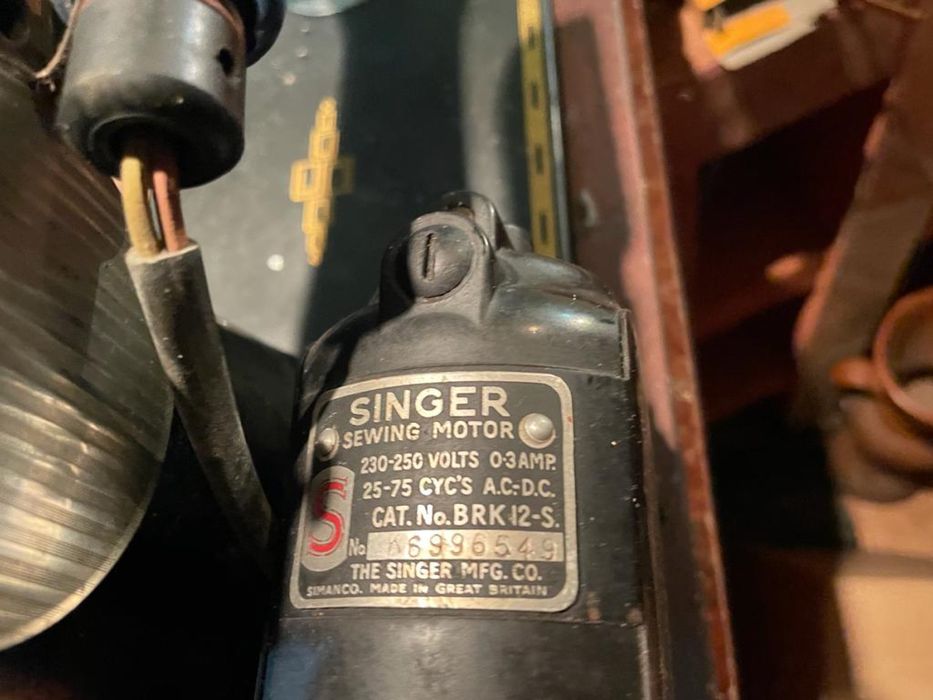 SINGER
SEWING MOTOR
230-250 VOLTS 0·3 AMP.
25-75 CYC'S A.C.-D.C.
CAT. No. BRK·12-S.
S
No A6996549
THE SINGER MFG. CO.
SIMANCO. MADE IN GREAT BRITAIN